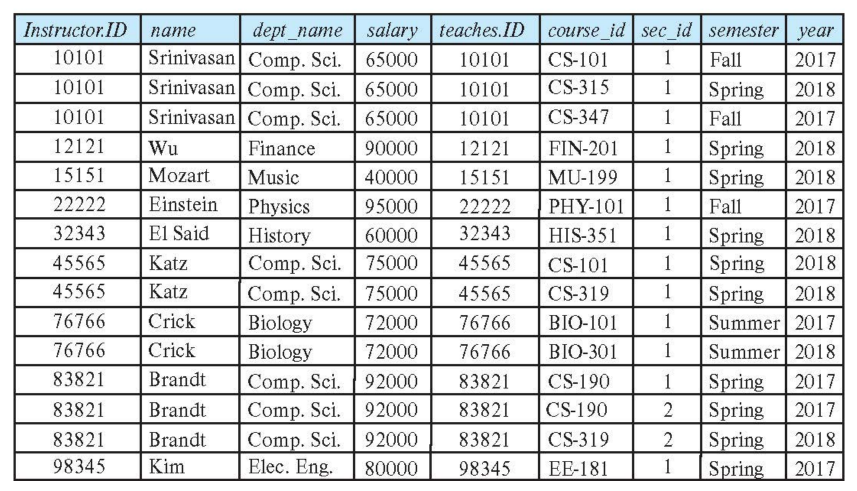 Instructor.ID name dept_name salary teaches.ID course_id sec_id semester year
10101 Srinivasan Comp. Sci. 65000 10101 CS-101 1 Fall 2017
10101 Srinivasan Comp. Sci. 65000 10101 CS-315 1 Spring 2018
10101 Srinivasan Comp. Sci. 65000 10101 CS-347 1 Fall 2017
12121 Wu Finance 90000 12121 FIN-201 1 Spring 2018
15151 Mozart Music 40000 15151 MU-199 1 Spring 2018
22222 Einstein Physics 95000 22222 PHY-101 1 Fall 2017
32343 El Said History 60000 32343 HIS-351 1 Spring 2018
45565 Katz Comp. Sci. 75000 45565 CS-101 1 Spring 2018
45565 Katz Comp. Sci. 75000 45565 CS-319 1 Spring 2018
76766 Crick Biology 72000 76766 BIO-101 1 Summer 2017
76766 Crick Biology 72000 76766 BIO-301 1 Summer 2018
83821 Brandt Comp. Sci. 92000 83821 CS-190 1 Spring 2017
83821 Brandt Comp. Sci. 92000 83821 CS-190 2 Spring 2017
83821 Brandt Comp. Sci. 92000 83821 CS-319 2 Spring 2018
98345 Kim Elec. Eng. 80000 98345 EE-181 1 Spring 2017